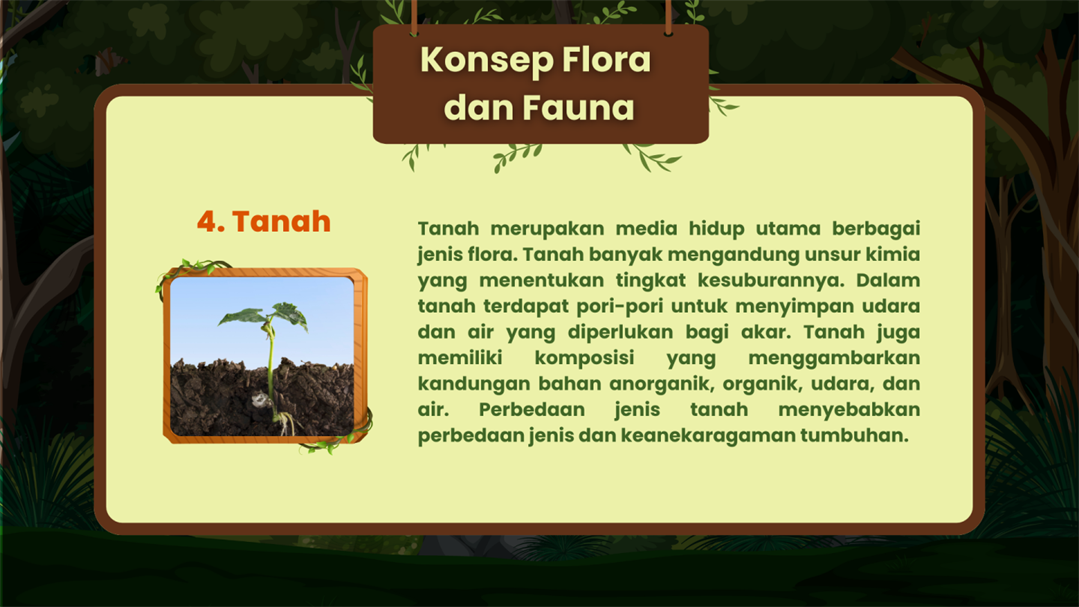 Konsep Flora
dan Fauna
4. Tanah
Tanah merupakan media hidup utama berbagai
jenis flora. Tanah banyak mengandung unsur kimia
yang menentukan tingkat kesuburannya. Dalam
tanah terdapat pori-pori untuk menyimpan udara
dan air yang diperlukan bagi akar. Tanah juga
memiliki komposisi yang menggambarkan
kandungan bahan anorganik, organik, udara, dan
air. Perbedaan jenis tanah menyebabkan
perbedaan jenis dan keanekaragaman tumbuhan.